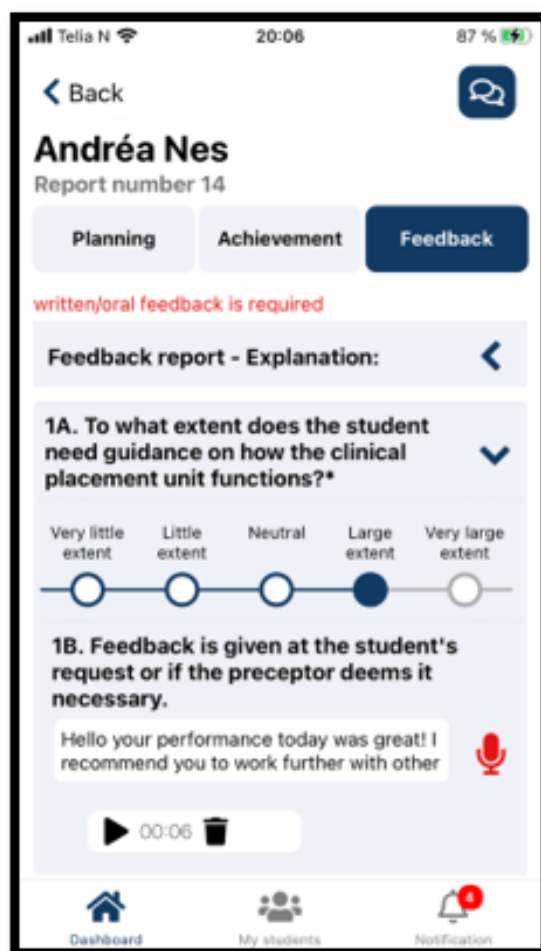 Telia N 20:06 87 %
Back
Andréa Nes
Report number 14
Planning Achievement Feedback
written/oral feedback is required
Feedback report - Explanation:
1A. To what extent does the student
need guidance on how the clinical
placement unit functions?*
Very little Little Neutral Large Very large
extent extent extent extent
1B. Feedback is given at the student's
request or if the preceptor deems it
necessary.
Hello your performance today was great! I
recommend you to work further with other
00:06
4
Dashboard My students Notification